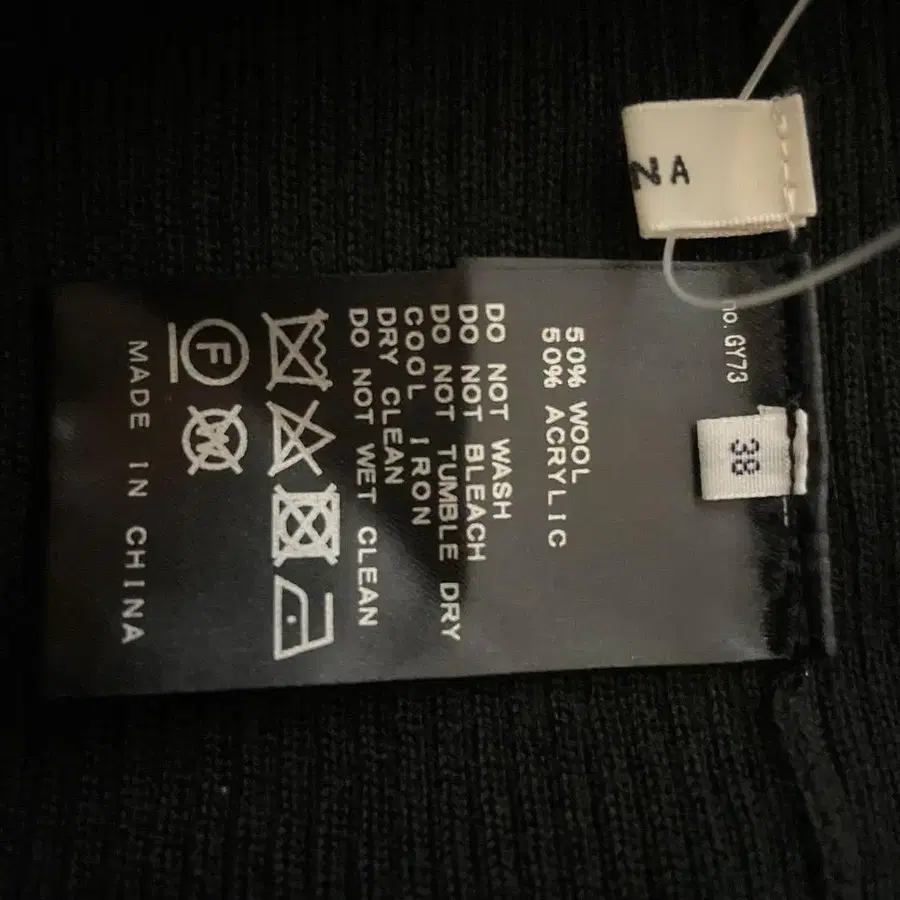 NA
no. GY73
38
50% WOOL
50% ACRYLIC
DO NOT WASH
DO NOT BLEACH
DO NOT TUMBLE DRY
COOL IRON
DRY CLEAN
DO NOT WET CLEAN
F
W
MADE IN CHINA